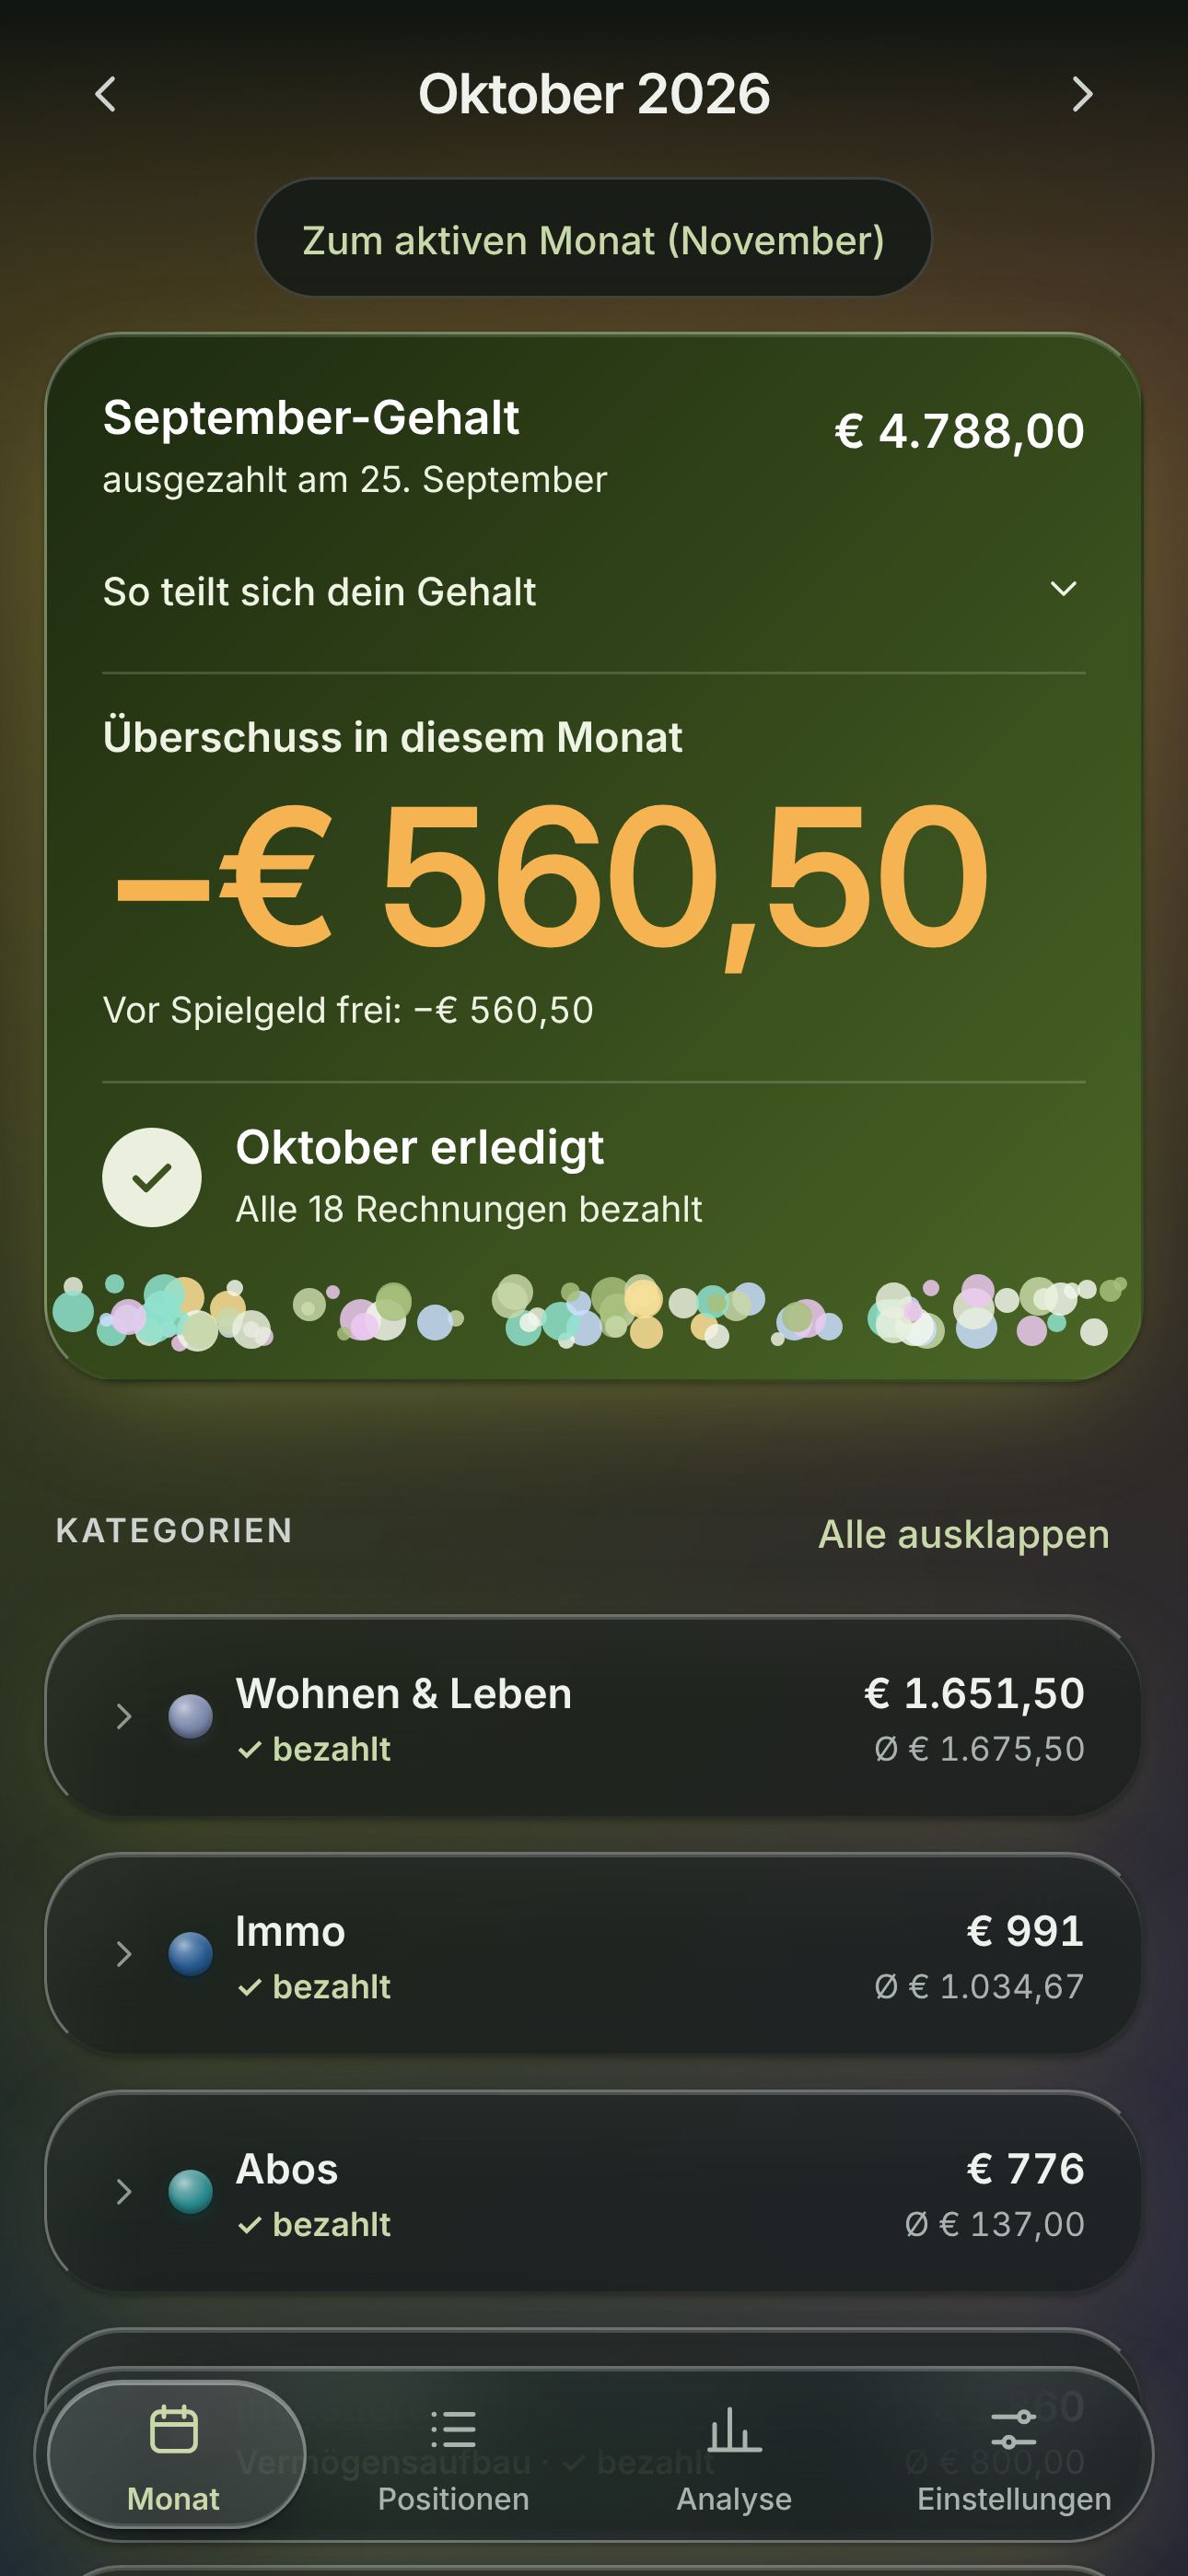 Oktober 2026
Zum aktiven Monat (November)
September-Gehalt
€ 4.788,00
ausgezahlt am 25. September
So teilt sich dein Gehalt
Überschuss in diesem Monat
−€ 560,50
Vor Spielgeld frei: −€ 560,50
Oktober erledigt
Alle 18 Rechnungen bezahlt
KATEGORIEN
Alle ausklappen
Wohnen & Leben
€ 1.651,50
✓ bezahlt
Ø € 1.675,50
Immo
€ 991
✓ bezahlt
Ø € 1.034,67
Abos
€ 776
✓ bezahlt
Ø € 137,00
Vermögensaufbau · ✓ bezahlt
Ø € 800,00
Monat
Positionen
Analyse
Einstellungen